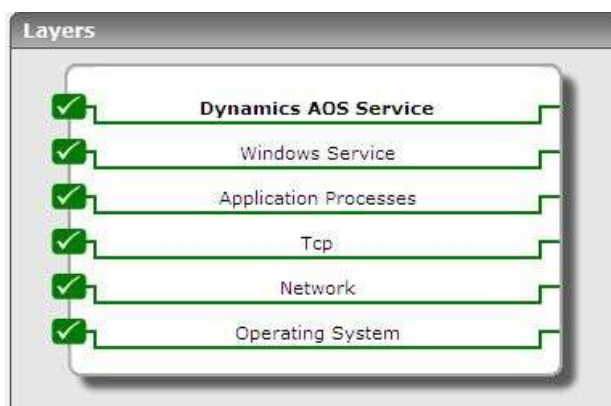 Layers
Dynamics AOS Service
Windows Service
Application Processes
Tcp
Network
Operating System